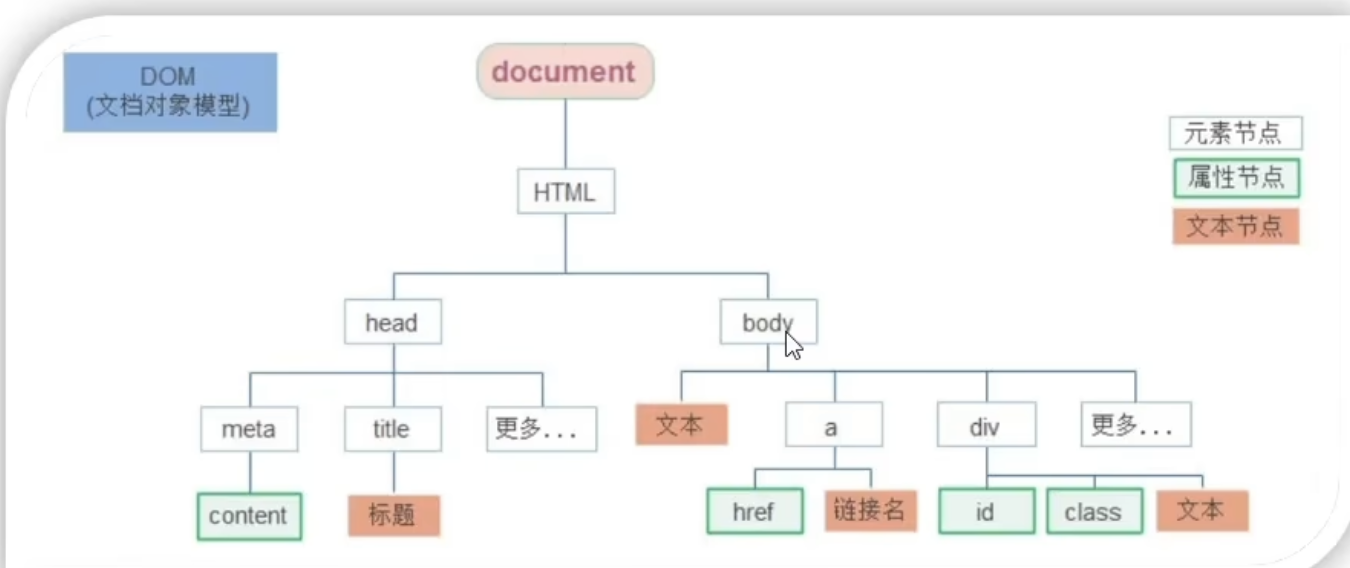 DOM
(文档对象模型)
document
元素节点
属性节点
文本节点
HTML
head
body
meta
title
更多...
文本
a
div
更多...
content
标题
href
链接名
id
class
文本